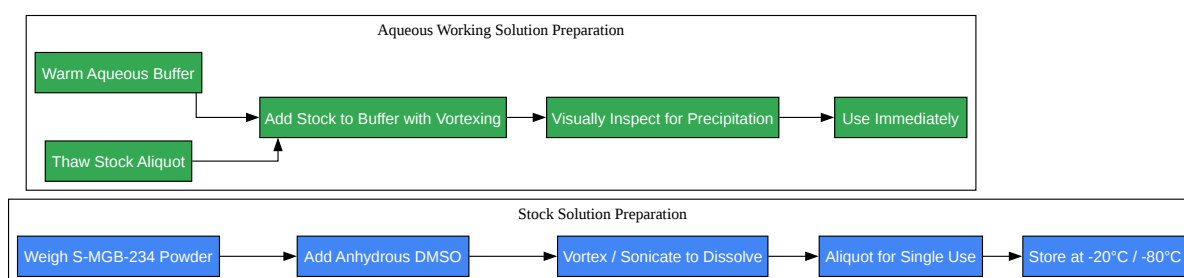 Aqueous Working Solution Preparation
Warm Aqueous Buffer
Thaw Stock Aliquot
Add Stock to Buffer with Vortexing
Visually Inspect for Precipitation
Use Immediately
Stock Solution Preparation
Weigh S-MGB-234 Powder
Add Anhydrous DMSO
Vortex / Sonicate to Dissolve
Aliquot for Single Use
Store at -20°C / -80°C